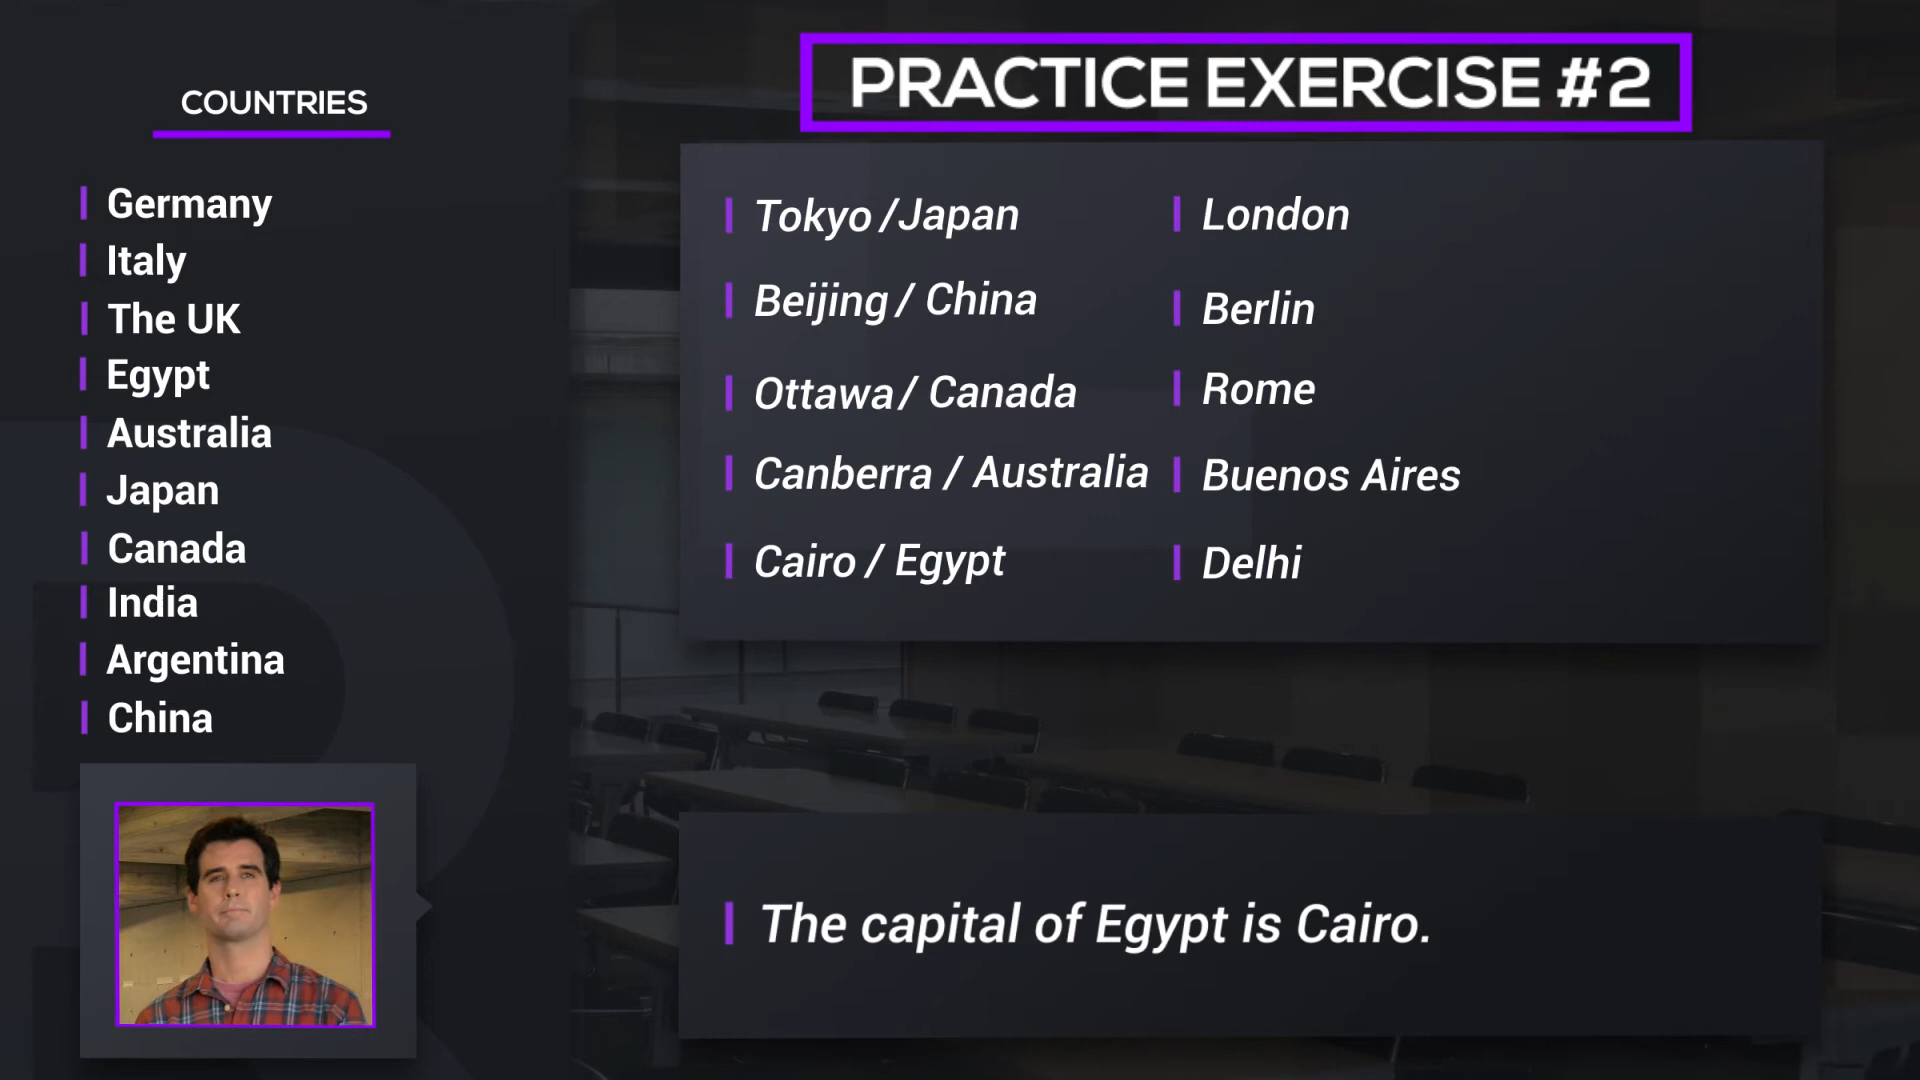 COUNTRIES
Germany
Italy
The UK
Egypt
Australia
Japan
Canada
India
Argentina
China
PRACTICE EXERCISE #2
Tokyo /Japan
Beijing / China
Ottawa / Canada
Canberra / Australia
Cairo / Egypt
London
Berlin
Rome
Buenos Aires
Delhi
The capital of Egypt is Cairo.